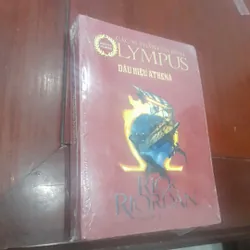 OLYMPUS
DẤU HIỆU ATHENA
RICK
RIORDAN